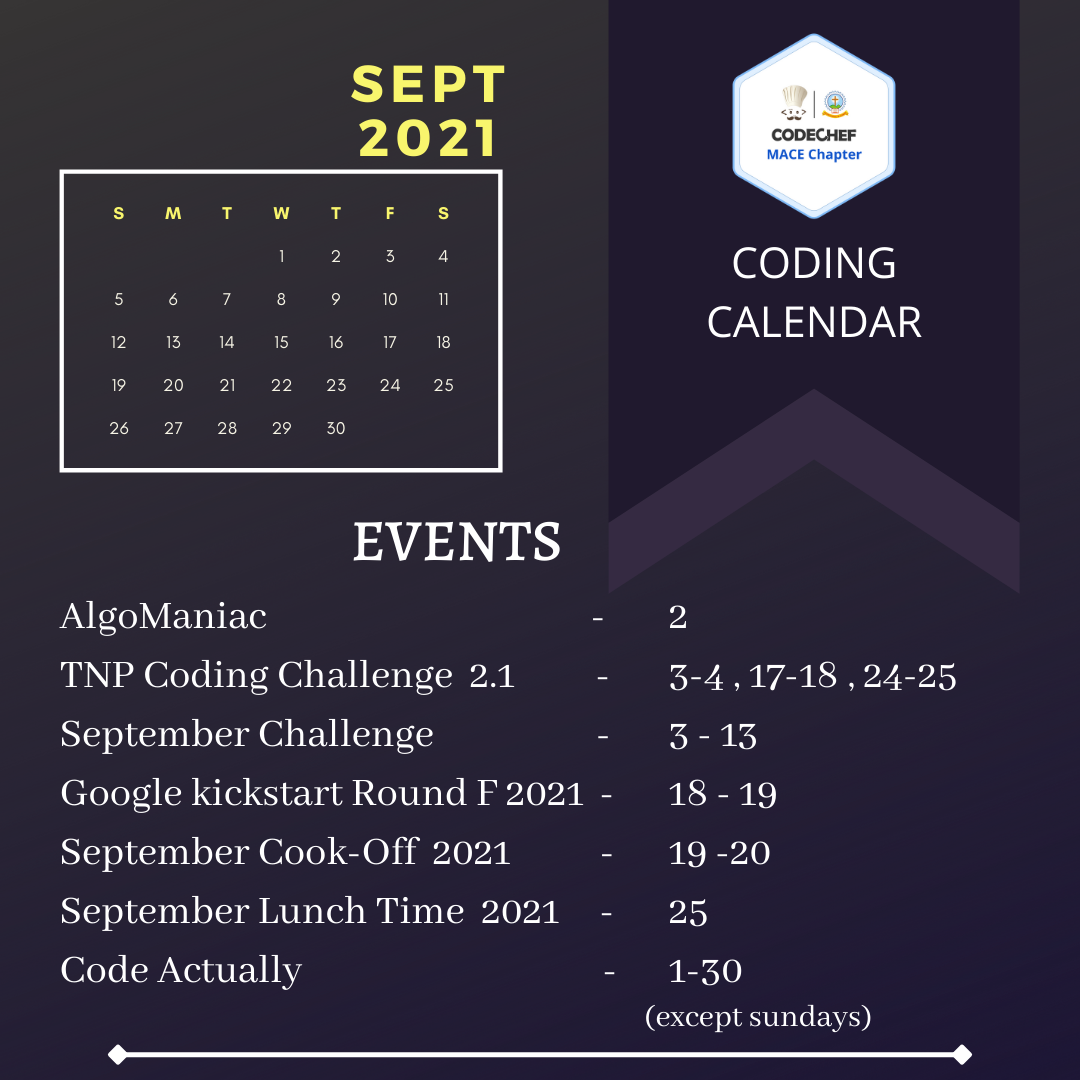 SEPT
2021
S M T W T F S
1 2 3 4
5 6 7 8 9 10 11
12 13 14 15 16 17 18
19 20 21 22 23 24 25
26 27 28 29 30
CODECHEF
MACE Chapter
CODING
CALENDAR
EVENTS
AlgoManiac - 2
TNP Coding Challenge 2.1 - 3-4 , 17-18 , 24-25
September Challenge - 3 - 13
Google kickstart Round F 2021 - 18 - 19
September Cook-Off 2021 - 19 -20
September Lunch Time 2021 - 25
Code Actually - 1-30
(except sundays)